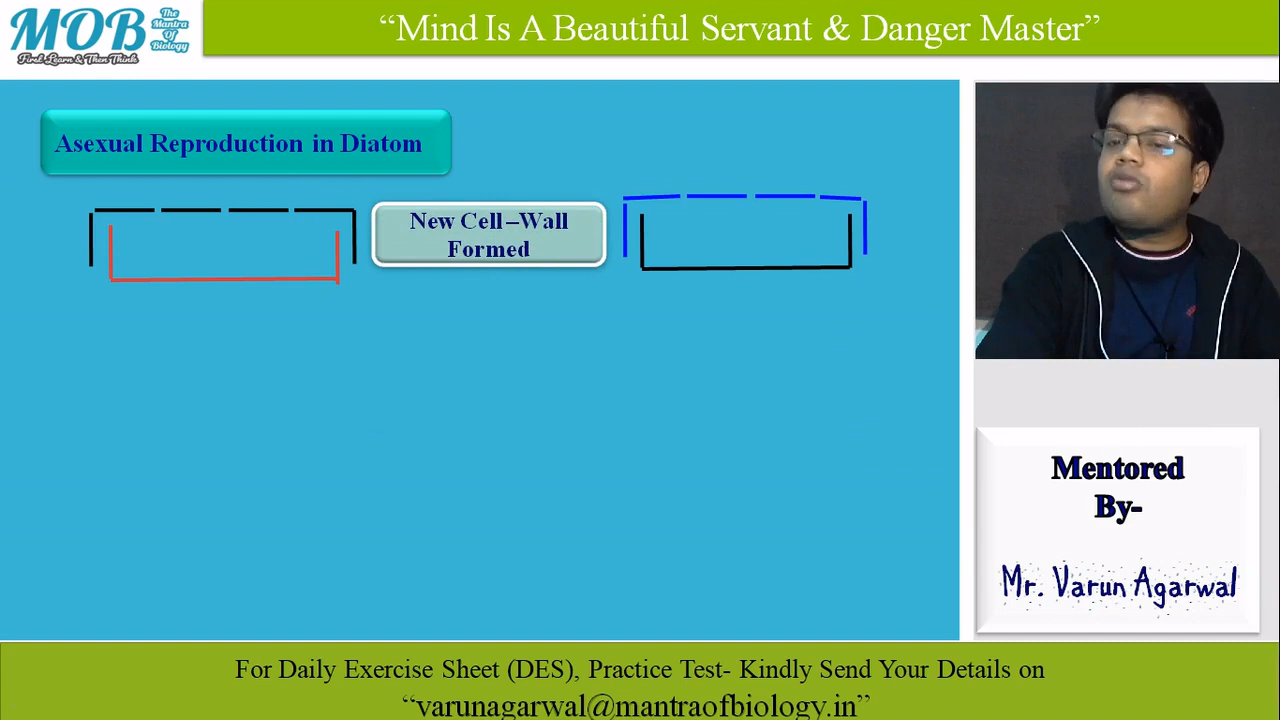 MOB
The
Mantra
Of
Biology
First Learn & Then Think
“Mind Is A Beautiful Servant & Danger Master”
Asexual Reproduction in Diatom
New Cell–Wall
Formed
Mentored
By-
Mr. Varun Agarwal
For Daily Exercise Sheet (DES), Practice Test- Kindly Send Your Details on
“varunagarwal@mantraofbiology.in”